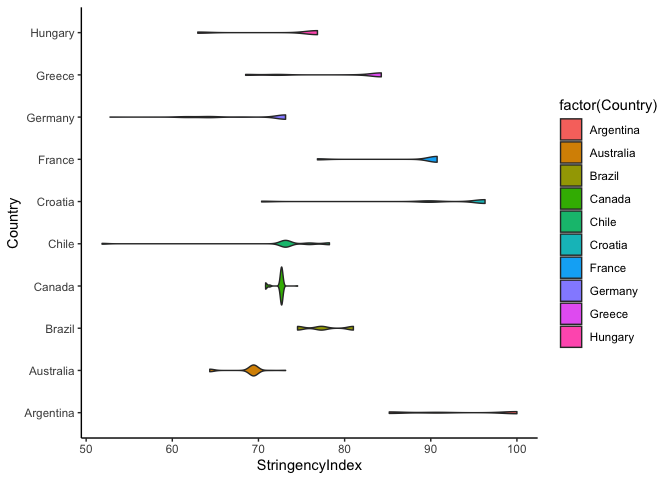 Hungary
Greece
Germany
France
Croatia
Chile
Canada
Brazil
Australia
Argentina
Country
50 60 70 80 90 100
StringencyIndex
factor(Country)
Argentina
Australia
Brazil
Canada
Chile
Croatia
France
Germany
Greece
Hungary